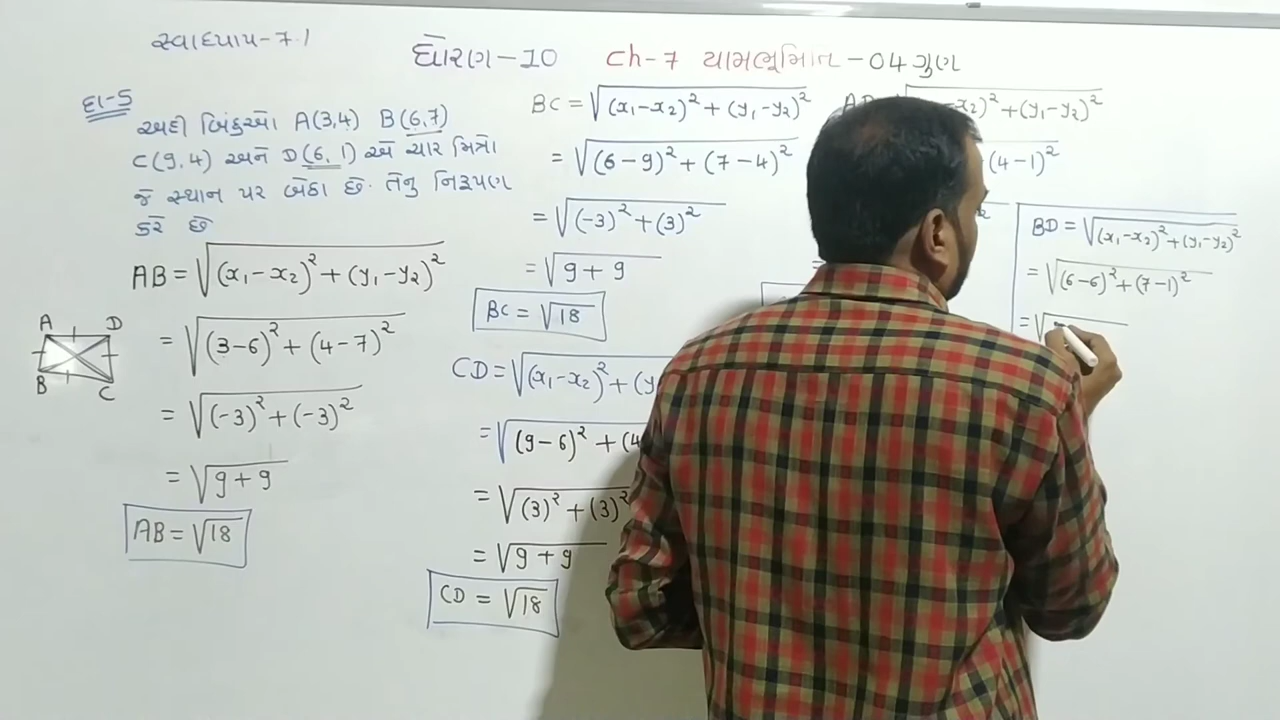 સ્વાધ્યાય-7.1
ધોરણ-10 Ch-7 યામભૂમિતિ-04 ગુણ
દા-5
અહી બિંદુઓ A(3,4) B(6,7)
C(9,4) અને D(6,1) એ ચાર મિત્રો
જે સ્થાન પર બેઠા છે. તેનુ નિરૂપણ
કરે છે
AB = √(x₁-x₂)² + (y₁-y₂)²
= √(3-6)² + (4-7)²
= √(-3)² + (-3)²
= √9+9
AB = √18
A D
B C
BC = √(x₁-x₂)² + (y₁-y₂)²
= √(6-9)² + (7-4)²
= √(-3)² + (3)²
= √9+9
BC = √18
CD = √(x₁-x₂)² + (y
= √(9-6)² + (4
= √(3)² + (3)²
= √9+9
CD = √18
x₂)² + (y₁-y₂)²
(4-1)²
BD = √(x₁-x₂)² + (y₁-y₂)²
= √(6-6)² + (7-1)²
= √